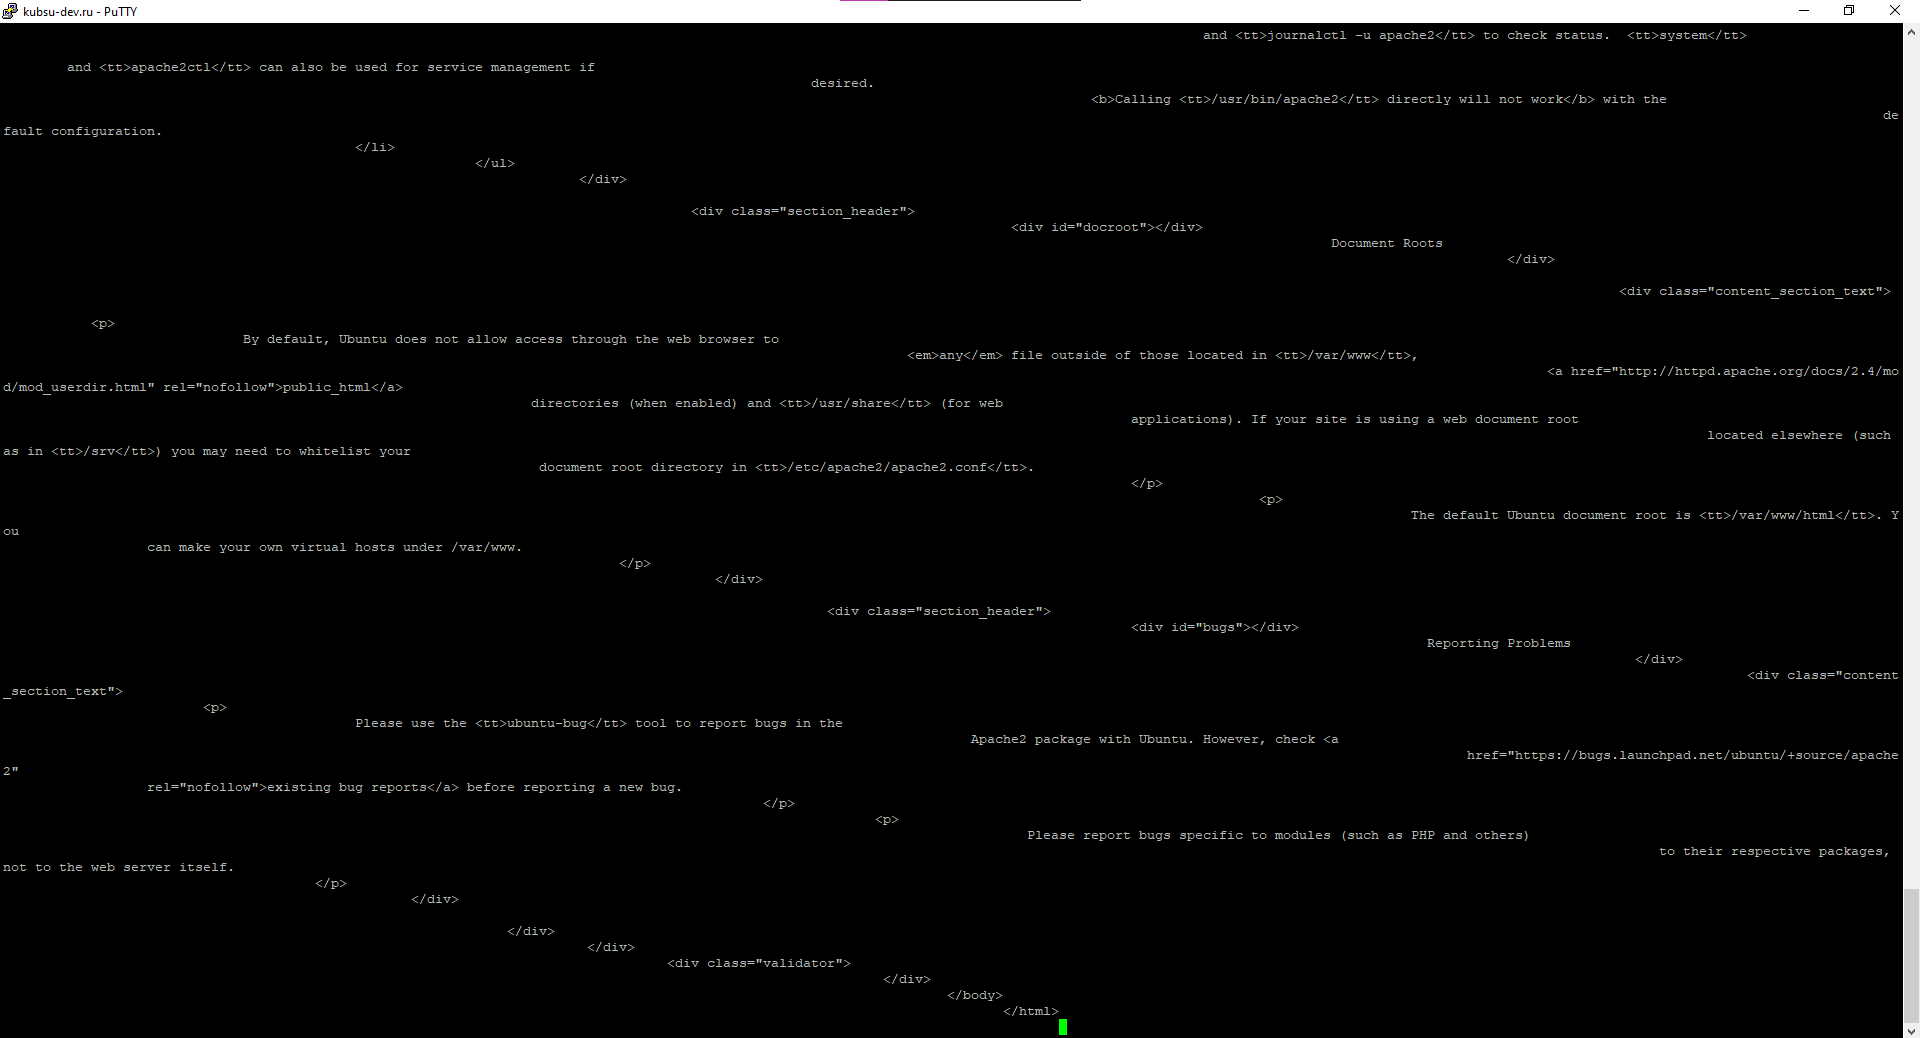 kubsu-dev.ru - PuTTY
and <tt>journalctl -u apache2</tt> to check status.  <tt>system</tt>
and <tt>apache2ctl</tt> can also be used for service management if
desired.
<b>Calling <tt>/usr/bin/apache2</tt> directly will not work</b> with the
de
fault configuration.
</li>
</ul>
</div>
<div class="section_header">
<div id="docroot"></div>
Document Roots
</div>
<div class="content_section_text">
<p>
By default, Ubuntu does not allow access through the web browser to
<em>any</em> file outside of those located in <tt>/var/www</tt>,
<a href="http://httpd.apache.org/docs/2.4/mo
d/mod_userdir.html" rel="nofollow">public_html</a>
directories (when enabled) and <tt>/usr/share</tt> (for web
applications). If your site is using a web document root
located elsewhere (such
as in <tt>/srv</tt>) you may need to whitelist your
document root directory in <tt>/etc/apache2/apache2.conf</tt>.
</p>
<p>
The default Ubuntu document root is <tt>/var/www/html</tt>. Y
ou
can make your own virtual hosts under /var/www.
</p>
</div>
<div class="section_header">
<div id="bugs"></div>
Reporting Problems
</div>
<div class="content
_section_text">
<p>
Please use the <tt>ubuntu-bug</tt> tool to report bugs in the
Apache2 package with Ubuntu. However, check <a
href="https://bugs.launchpad.net/ubuntu/+source/apache
2"
rel="nofollow">existing bug reports</a> before reporting a new bug.
</p>
<p>
Please report bugs specific to modules (such as PHP and others)
to their respective packages,
not to the web server itself.
</p>
</div>
</div>
</div>
<div class="validator">
</div>
</body>
</html>